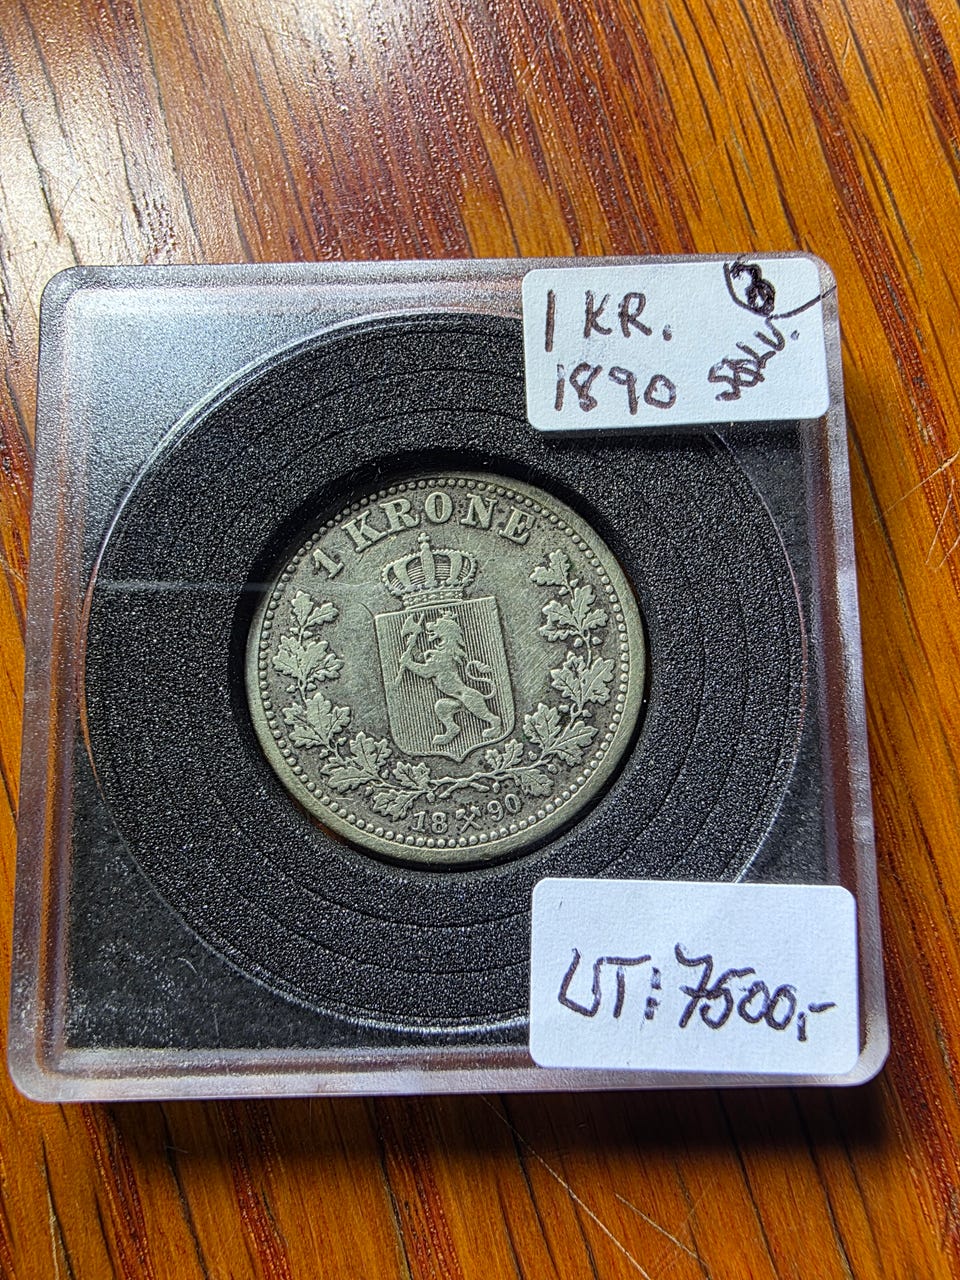 1 KR.
1890
SØLV.
1 KRONE
18 90
UT: 7500,-